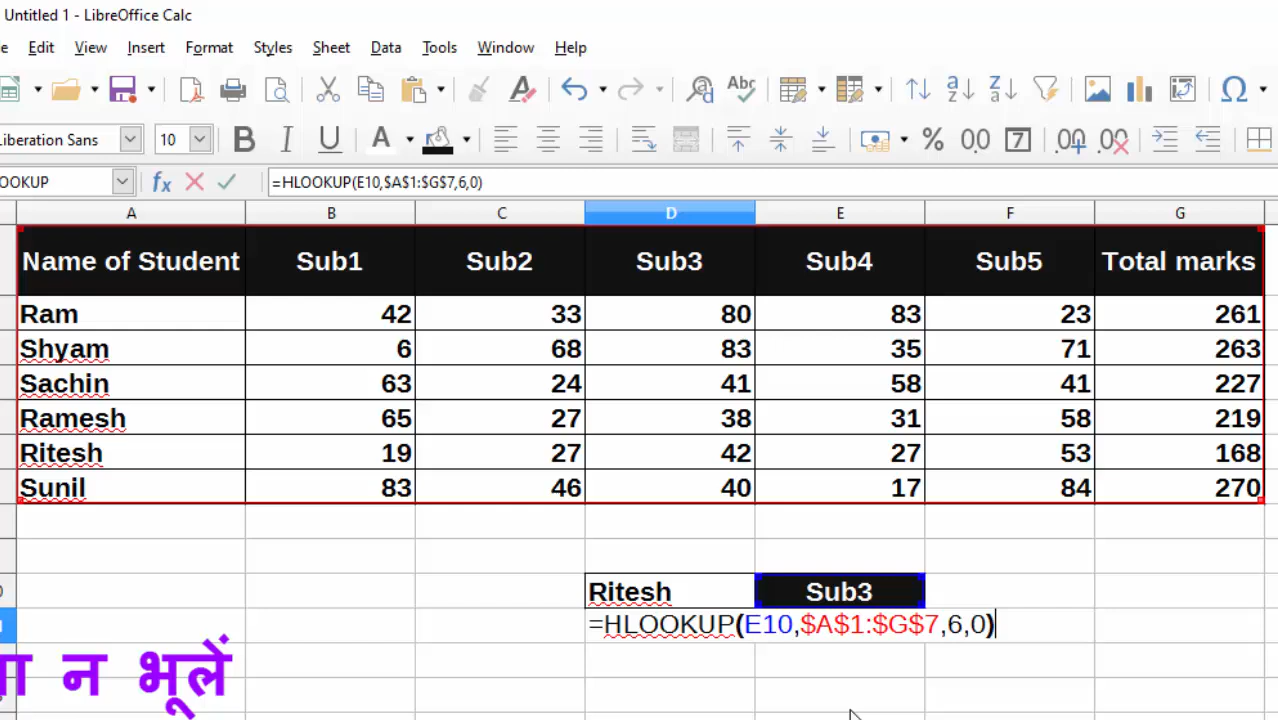 Untitled 1 - LibreOffice Calc
e Edit View Insert Format Styles Sheet Data Tools Window Help
iberation Sans 10
OOKUP =HLOOKUP(E10,$A$1:$G$7,6,0)
A B C D E F G
Name of Student Sub1 Sub2 Sub3 Sub4 Sub5 Total marks
Ram 42 33 80 83 23 261
Shyam 6 68 83 35 71 263
Sachin 63 24 41 58 41 227
Ramesh 65 27 38 31 58 219
Ritesh 19 27 42 27 53 168
Sunil 83 46 40 17 84 270
Ritesh Sub3
=HLOOKUP(E10,$A$1:$G$7,6,0)
न भूलें